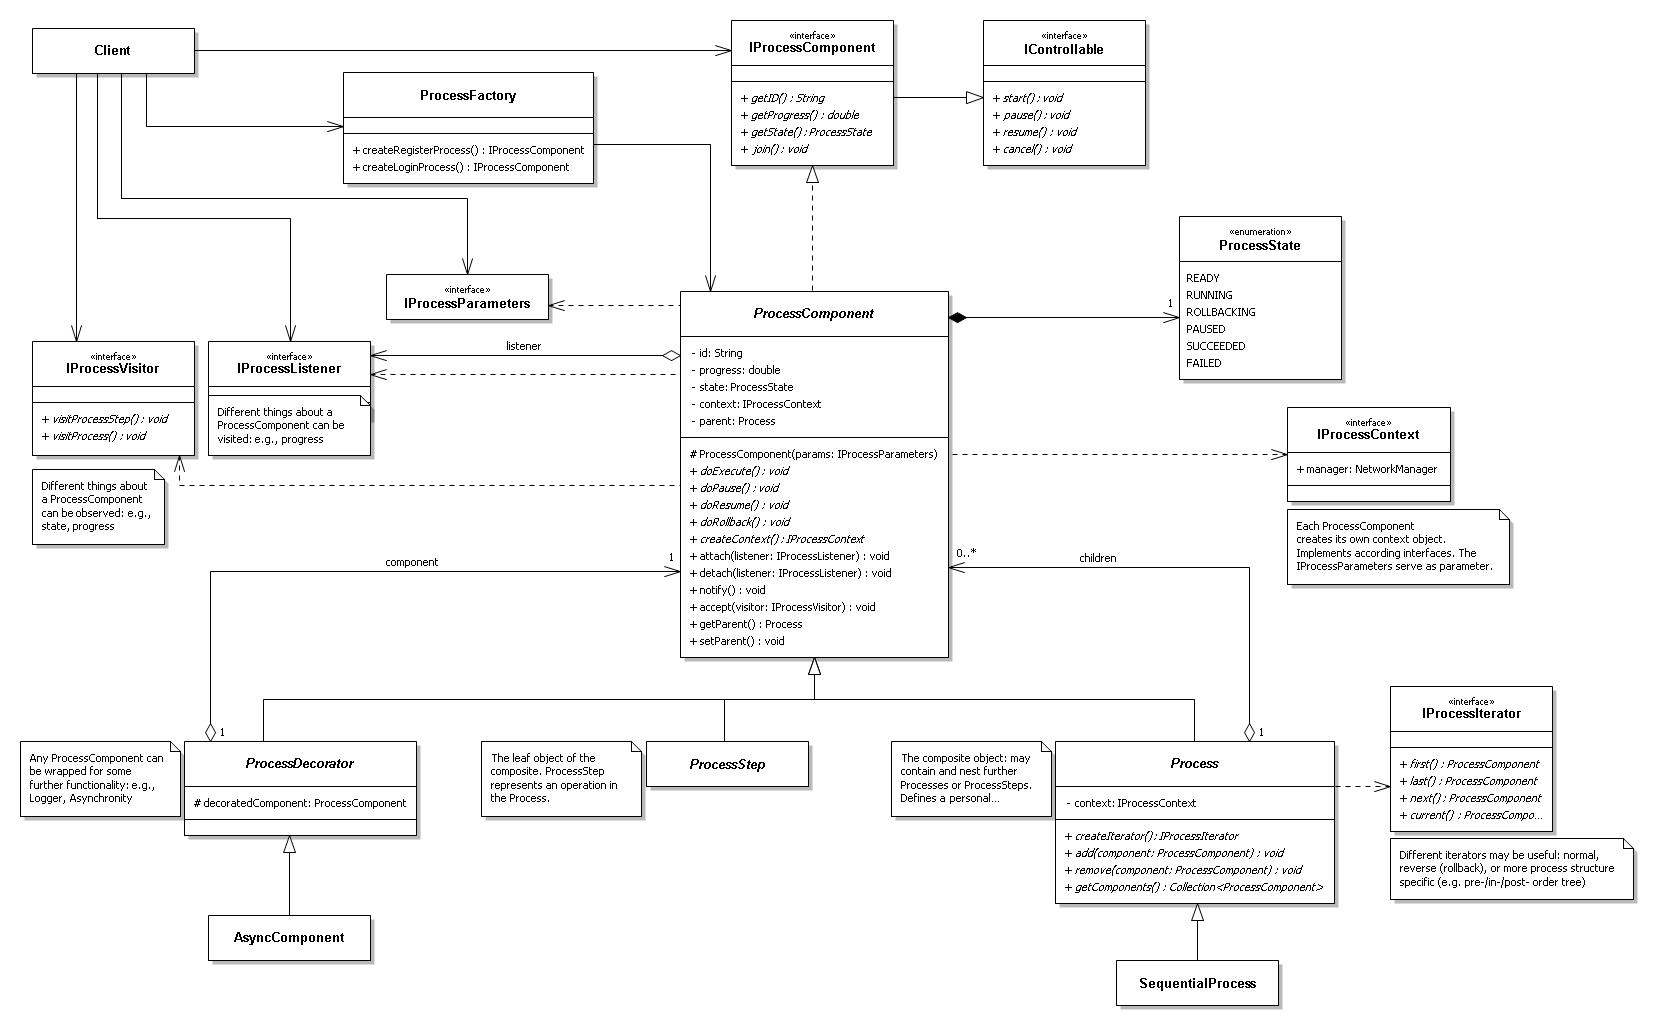 Client
«interface»
IProcessComponent
+ getID() : String
+ getProgress() : double
+ getState() : ProcessState
+ join() : void
«interface»
IControllable
+ start() : void
+ pause() : void
+ resume() : void
+ cancel() : void
ProcessFactory
+ createRegisterProcess() : IProcessComponent
+ createLoginProcess() : IProcessComponent
«enumeration»
ProcessState
READY
RUNNING
ROLLBACKING
PAUSED
SUCCEEDED
FAILED
1
«interface»
IProcessParameters
«interface»
IProcessVisitor
+ visitProcessStep() : void
+ visitProcess() : void
Different things about
a ProcessComponent
can be observed: e.g.,
state, progress
«interface»
IProcessListener
Different things about a
ProcessComponent can be
visited: e.g., progress
listener
ProcessComponent
- id: String
- progress: double
- state: ProcessState
- context: IProcessContext
- parent: Process
# ProcessComponent(params: IProcessParameters)
+ doExecute() : void
+ doPause() : void
+ doResume() : void
+ doRollback() : void
+ createContext() : IProcessContext
+ attach(listener: IProcessListener) : void
+ detach(listener: IProcessListener) : void
+ notify() : void
+ accept(visitor: IProcessVisitor) : void
+ getParent() : Process
+ setParent() : void
«interface»
IProcessContext
+ manager: NetworkManager
Each ProcessComponent
creates its own context object.
Implements according interfaces. The
IProcessParameters serve as parameter.
component
1
0..*
children
1
1
Any ProcessComponent can
be wrapped for some
further functionality: e.g.,
Logger, Asynchronity
ProcessDecorator
# decoratedComponent: ProcessComponent
The leaf object of the
composite. ProcessStep
represents an operation in
the Process.
ProcessStep
The composite object: may
contain and nest further
Processes or ProcessSteps.
Defines a personal...
Process
- context: IProcessContext
+ createIterator() : IProcessIterator
+ add(component: ProcessComponent) : void
+ remove(component: ProcessComponent) : void
+ getComponents() : Collection<ProcessComponent>
«interface»
IProcessIterator
+ first() : ProcessComponent
+ last() : ProcessComponent
+ next() : ProcessComponent
+ current() : ProcessCompo...
Different iterators may be useful: normal,
reverse (rollback), or more process structure
specific (e.g. pre-/in-/post- order tree)
AsyncComponent
SequentialProcess